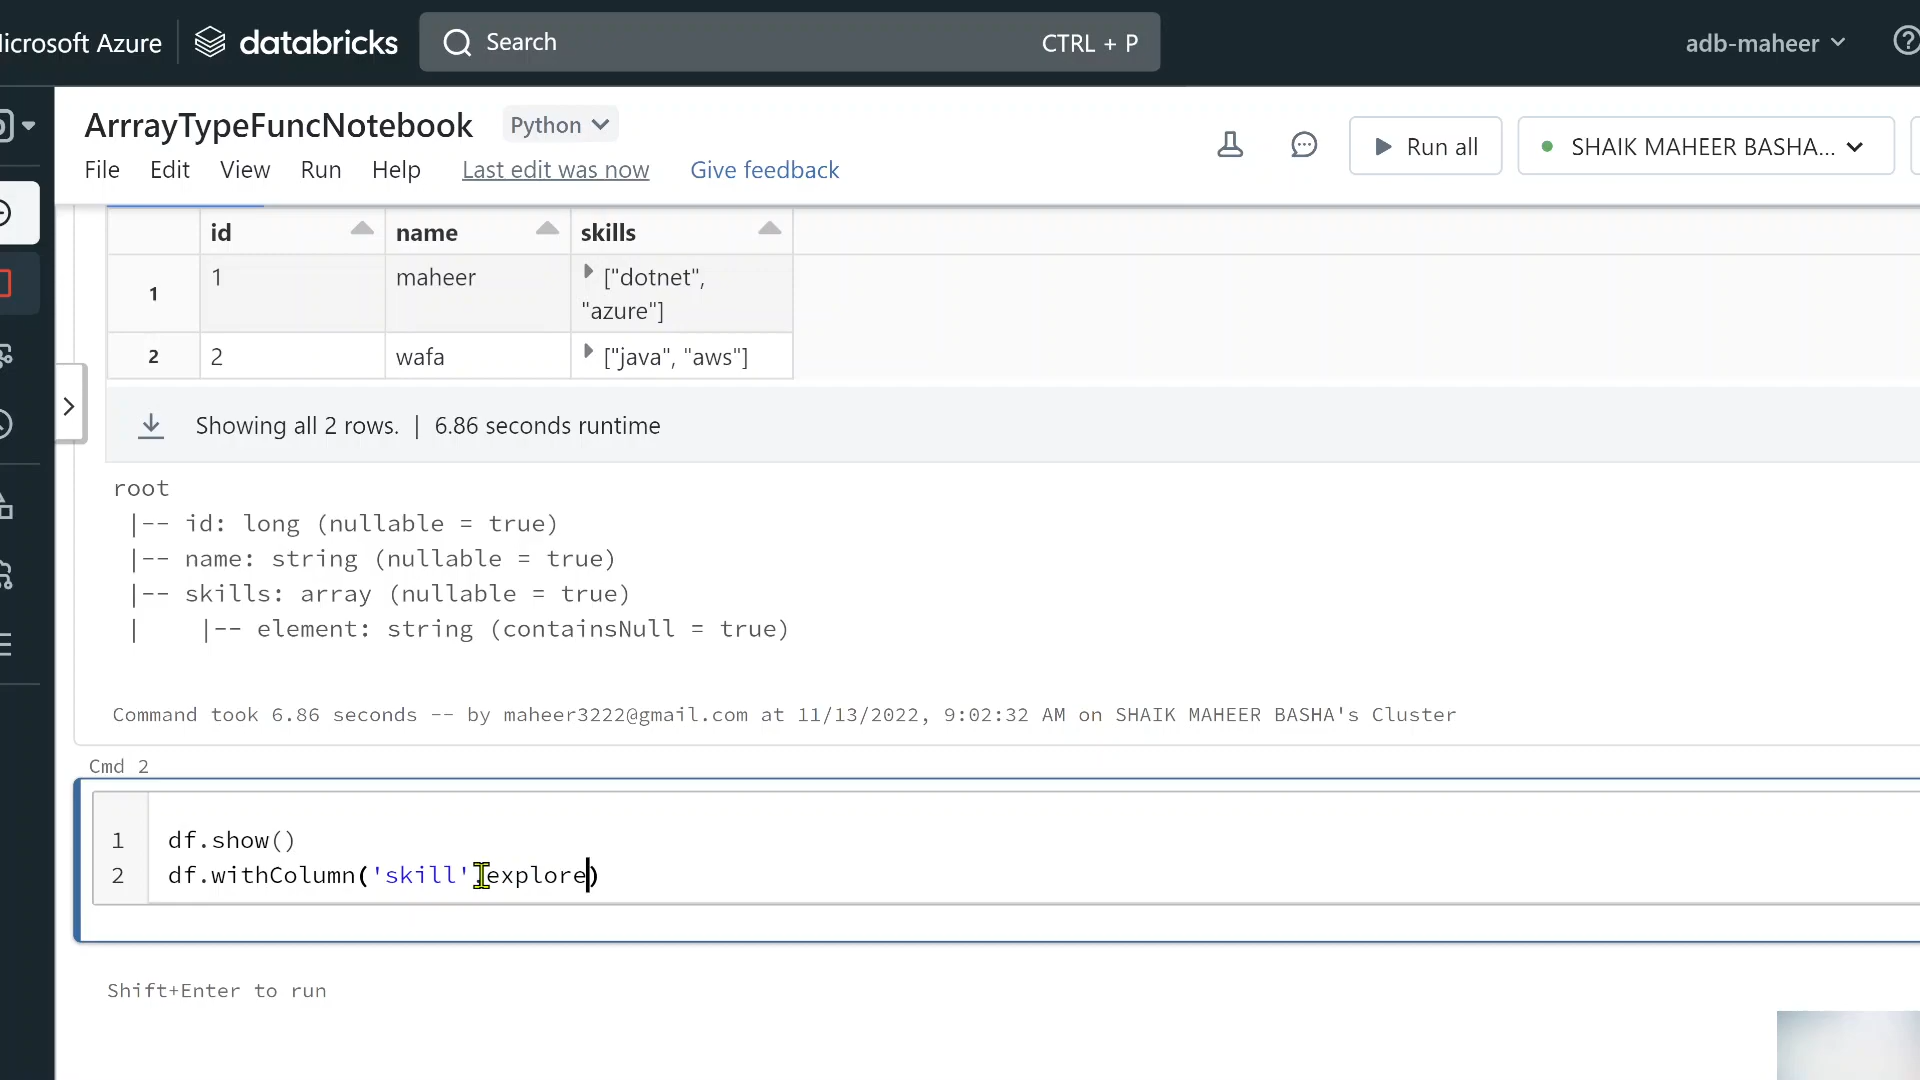 icrosoft Azure databricks Search CTRL + P adb-maheer
ArrrayTypeFuncNotebook Python
File Edit View Run Help Last edit was now Give feedback
Run all SHAIK MAHEER BASHA...
id name skills
1 1 maheer ["dotnet",
"azure"]
2 2 wafa ["java", "aws"]
Showing all 2 rows. | 6.86 seconds runtime
root
|-- id: long (nullable = true)
|-- name: string (nullable = true)
|-- skills: array (nullable = true)
| |-- element: string (containsNull = true)
Command took 6.86 seconds -- by maheer3222@gmail.com at 11/13/2022, 9:02:32 AM on SHAIK MAHEER BASHA's Cluster
Cmd 2
1 df.show()
2 df.withColumn('skill',explore)
Shift+Enter to run